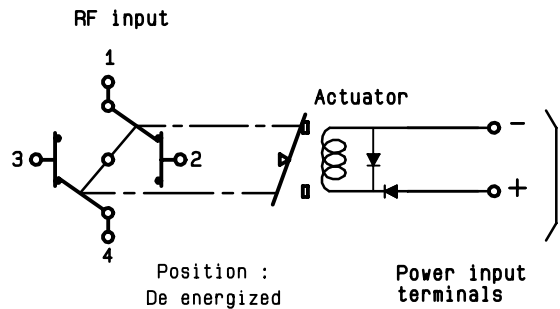 RF input
1
Actuator
-
3
2
+
4
Position :
De energized
Power input
terminals